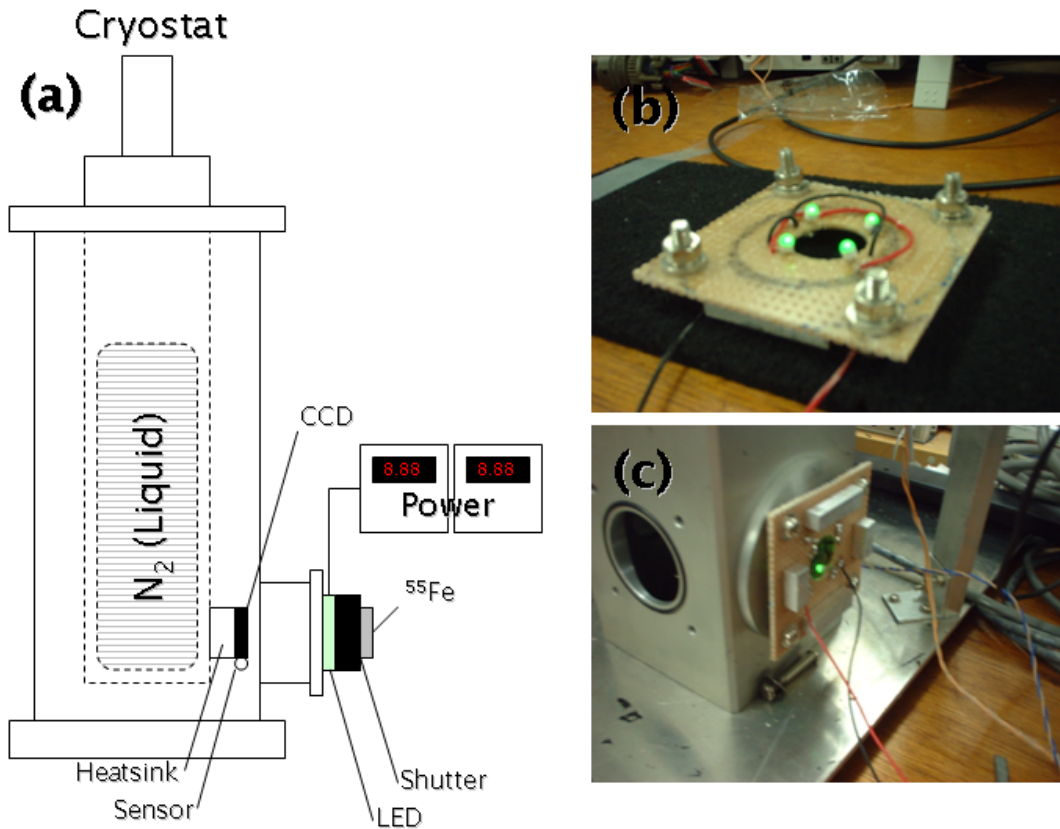 Cryostat
(a)
(b)
CCD
8.88 8.88
Power
N₂ (Liquid)
(c)
⁵⁵Fe
Heatsink
Shutter
Sensor
LED